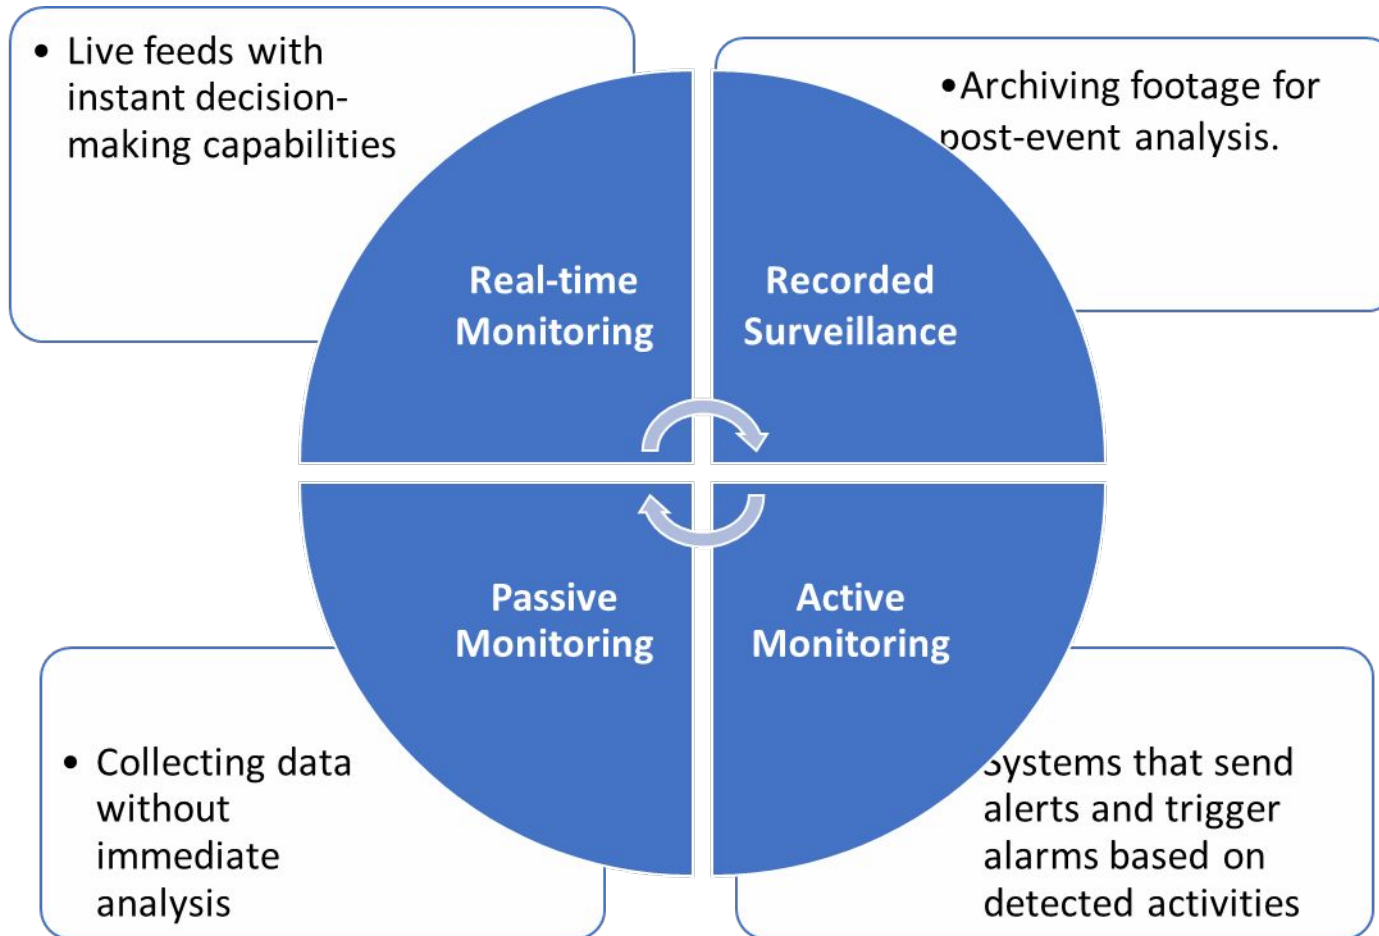 • Live feeds with
instant decision-
making capabilities
•Archiving footage for
post-event analysis.
Real-time
Monitoring
Recorded
Surveillance
Passive
Monitoring
Active
Monitoring
• Collecting data
without
immediate
analysis
Systems that send
alerts and trigger
alarms based on
detected activities